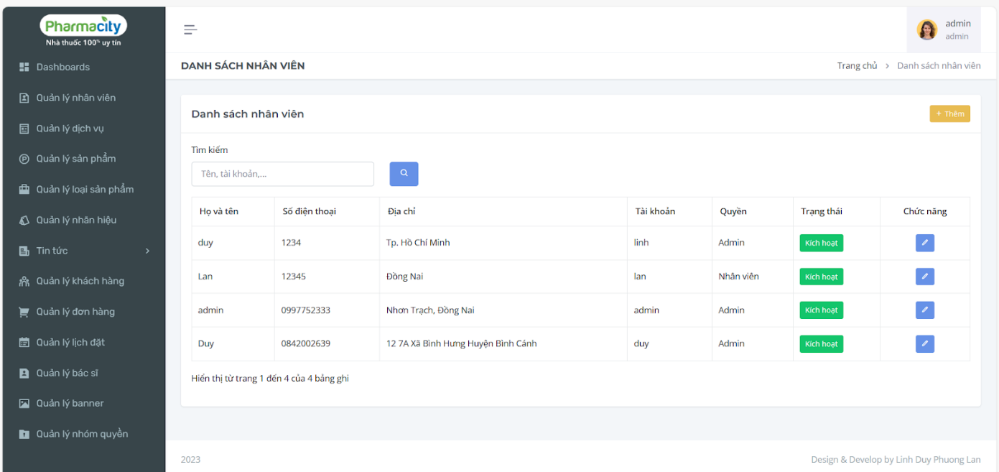 Pharmacity
Nhà thuốc 100% uy tín
Dashboards
Quản lý nhân viên
Quản lý dịch vụ
Quản lý sản phẩm
Quản lý loại sản phẩm
Quản lý nhãn hiệu
Tin tức
Quản lý khách hàng
Quản lý đơn hàng
Quản lý lịch đặt
Quản lý bác sĩ
Quản lý banner
Quản lý nhóm quyền
admin
admin
DANH SÁCH NHÂN VIÊN
Trang chủ > Danh sách nhân viên
Danh sách nhân viên
+ Thêm
Tìm kiếm
Tên, tài khoản,...
Họ và tên Số điện thoại Địa chỉ Tài khoản Quyền Trạng thái Chức năng
duy 1234 Tp. Hồ Chí Minh linh Admin Kích hoạt
Lan 12345 Đồng Nai lan Nhân viên Kích hoạt
admin 0997752333 Nhơn Trạch, Đồng Nai admin Admin Kích hoạt
Duy 0842002639 12 7A Xã Bình Hưng Huyện Bình Cánh duy Admin Kích hoạt
Hiển thị từ trang 1 đến 4 của 4 bảng ghi
2023
Design & Develop by Linh Duy Phuong Lan